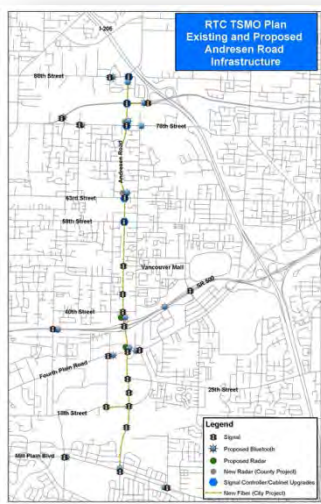 RTC TSMO Plan
Existing and Proposed
Andresen Road
Infrastructure
I-205
88th Street
78th Street
Andresen Road
63rd Street
58th Street
Vancouver Mall
SR 500
40th Street
Fourth Plain Road
29th Street
18th Street
Mill Plain Blvd
Legend
Signal
Proposed Bluetooth
Proposed Radar
New Radar (County Project)
Signal Controller/Cabinet Upgrades
New Fiber (City Project)